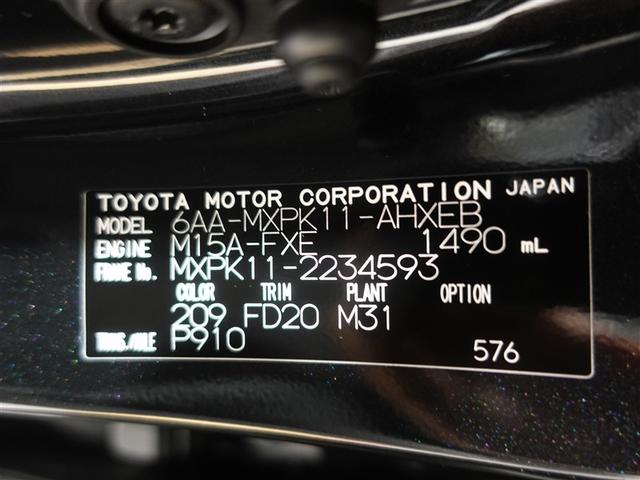 TOYOTA MOTOR CORPORATION JAPAN
MODEL 6AA-MXPK11-AHXEB
ENGINE M15A-FXE 1490 mL
FRAME No. MXPK11-2234593
COLOR TRIM PLANT OPTION
209 FD20 M31
TRANS./AXLE P910
576